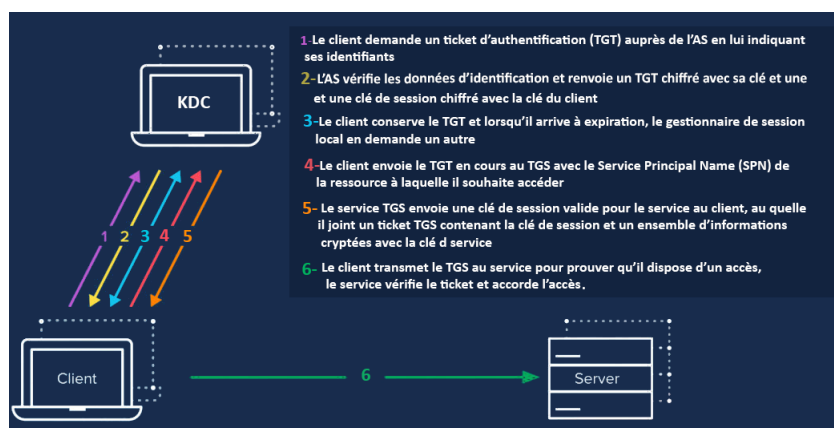 1-Le client demande un ticket d'authentification (TGT) auprès de l'AS en lui indiquant
ses identifiants
2-L'AS vérifie les données d'identification et renvoie un TGT chiffré avec sa clé et une
et une clé de session chiffré avec la clé du client
3-Le client conserve le TGT et lorsqu'il arrive à expiration, le gestionnaire de session
local en demande un autre
4-Le client envoie le TGT en cours au TGS avec le Service Principal Name (SPN) de
la ressource à laquelle il souhaite accéder
5- Le service TGS envoie une clé de session valide pour le service au client, au quelle
il joint un ticket TGS contenant la clé de session et un ensemble d'informations
cryptées avec la clé d service
6- Le client transmet le TGS au service pour prouver qu'il dispose d'un accès,
le service vérifie le ticket et accorde l'accès.
KDC
1 2 3 4 5
Client
6
Server